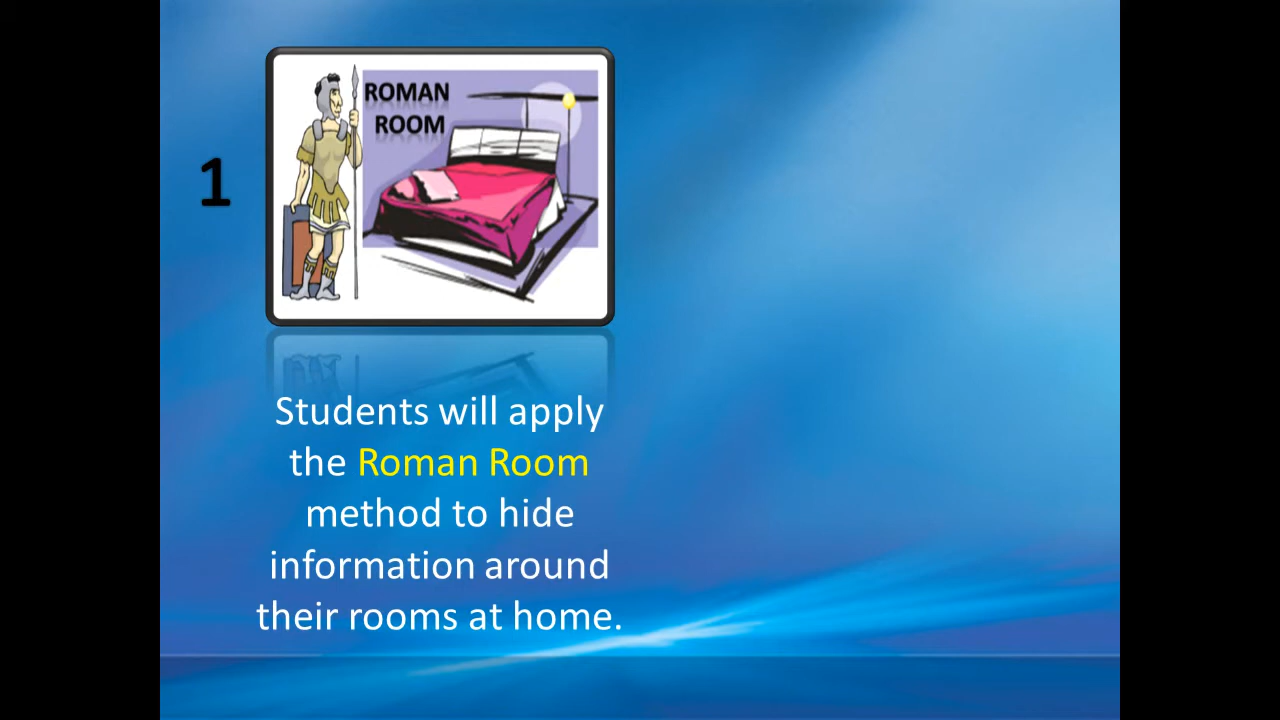 1
ROMAN
ROOM
Students will apply
the Roman Room
method to hide
information around
their rooms at home.